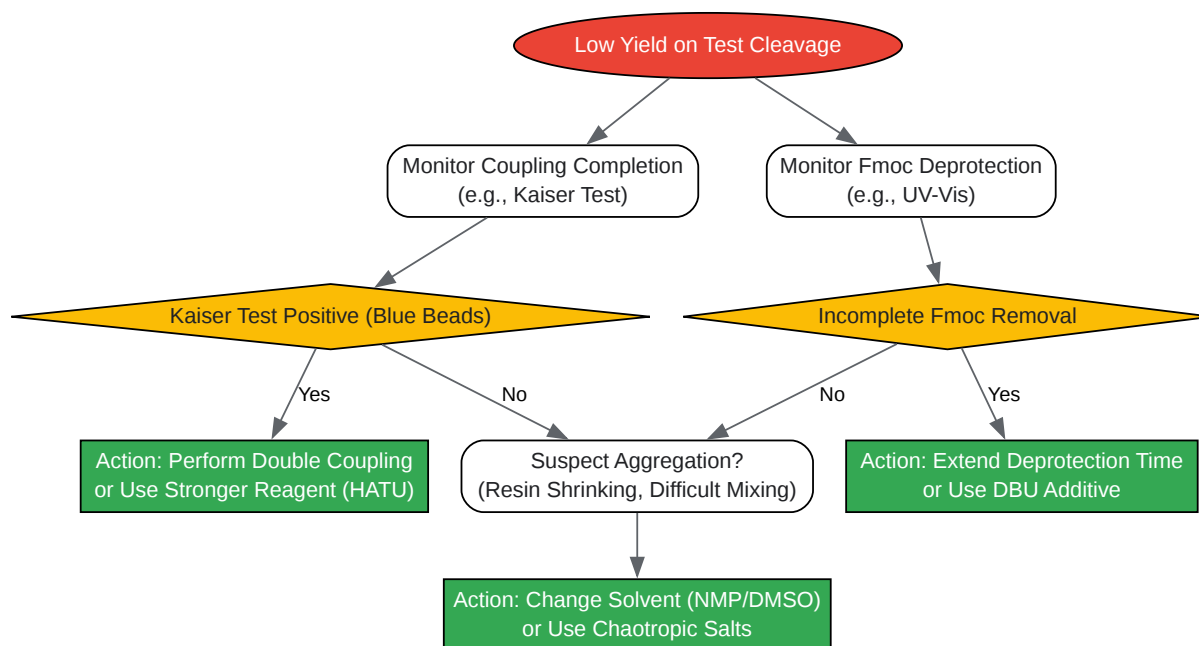 Low Yield on Test Cleavage
Monitor Coupling Completion
(e.g., Kaiser Test)
Monitor Fmoc Deprotection
(e.g., UV-Vis)
Kaiser Test Positive (Blue Beads)
Incomplete Fmoc Removal
Yes
No
No
Yes
Action: Perform Double Coupling
or Use Stronger Reagent (HATU)
Suspect Aggregation?
(Resin Shrinking, Difficult Mixing)
Action: Extend Deprotection Time
or Use DBU Additive
Action: Change Solvent (NMP/DMSO)
or Use Chaotropic Salts